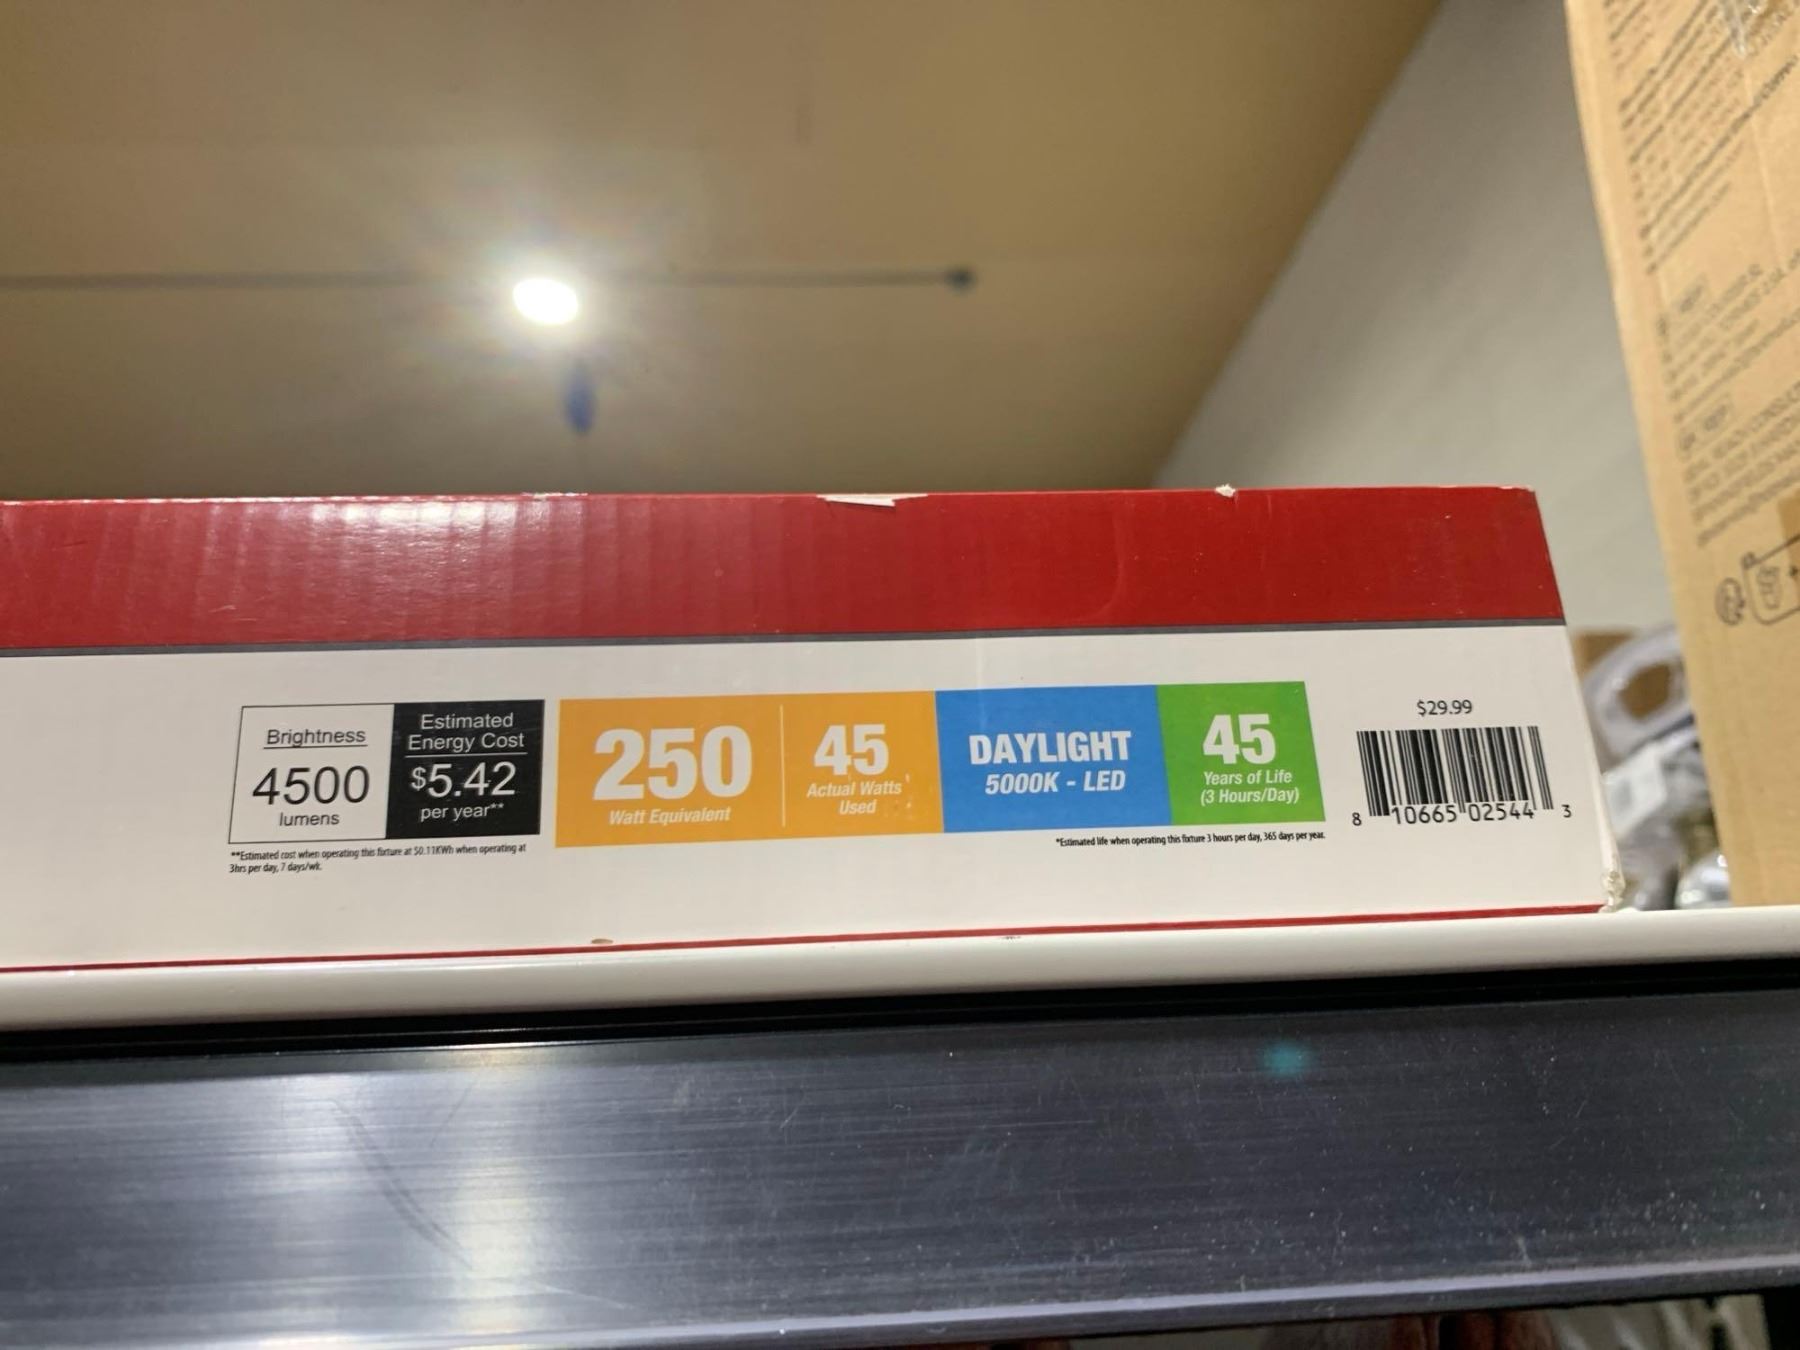 Brightness
4500
lumens
Estimated
Energy Cost
$5.42
per year**
**Estimated cost when operating this fixture at $0.11KWh when operating at
3hrs per day, 7 days/wk.
250
Watt Equivalent
45
Actual Watts
Used
DAYLIGHT
5000K - LED
45
Years of Life
(3 Hours/Day)
*Estimated life when operating this fixture 3 hours per day, 365 days per year.
$29.99
8 10665 02544 3